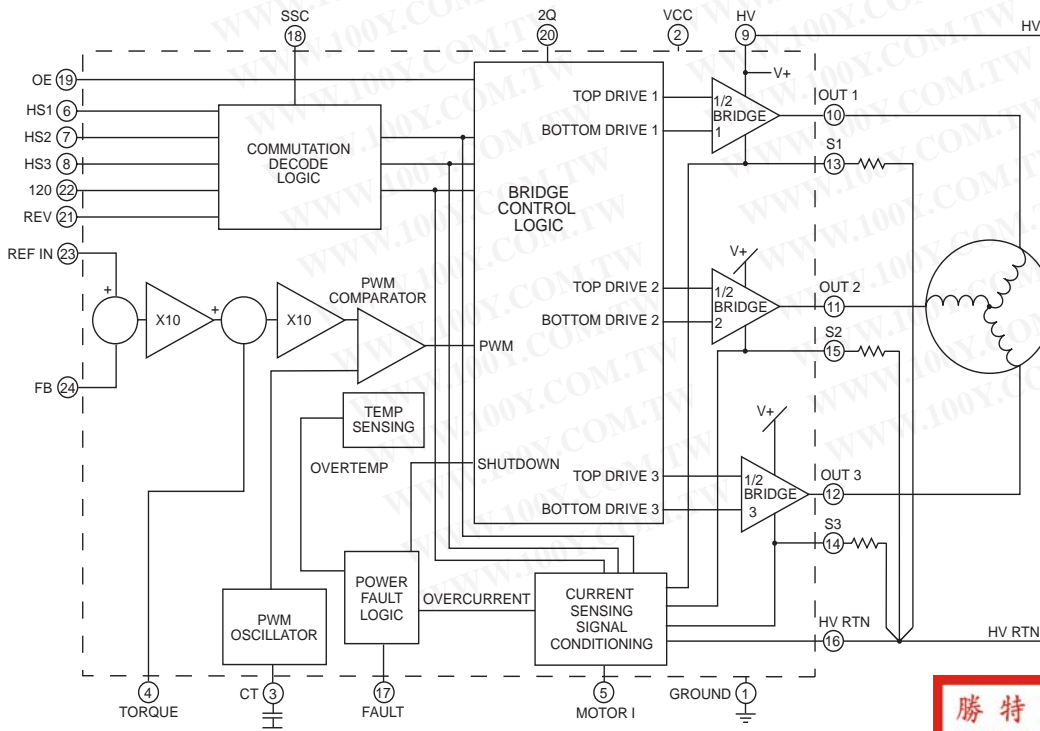 SSC
18
2Q
20
VCC
2
HV
9
HV
OE 19
HS1 6
HS2 7
HS3 8
120 22
REV 21
REF IN 23
FB 24
COMMUTATION
DECODE
LOGIC
BRIDGE
CONTROL
LOGIC
TOP DRIVE 1
BOTTOM DRIVE 1
1/2
BRIDGE
1
V+
OUT 1
10
S1
13
+
X10
+
X10
PWM
COMPARATOR
PWM
TOP DRIVE 2
BOTTOM DRIVE 2
V+
1/2
BRIDGE
2
OUT 2
11
S2
15
TEMP
SENSING
OVERTEMP
SHUTDOWN
TOP DRIVE 3
BOTTOM DRIVE 3
V+
1/2
BRIDGE
3
OUT 3
12
S3
14
PWM
OSCILLATOR
POWER
FAULT
LOGIC
OVERCURRENT
CURRENT
SENSING
SIGNAL
CONDITIONING
HV RTN
16
HV RTN
4
TORQUE
CT 3
17
FAULT
5
MOTOR I
GROUND 1
WWW.100Y.COM.TW
勝 特